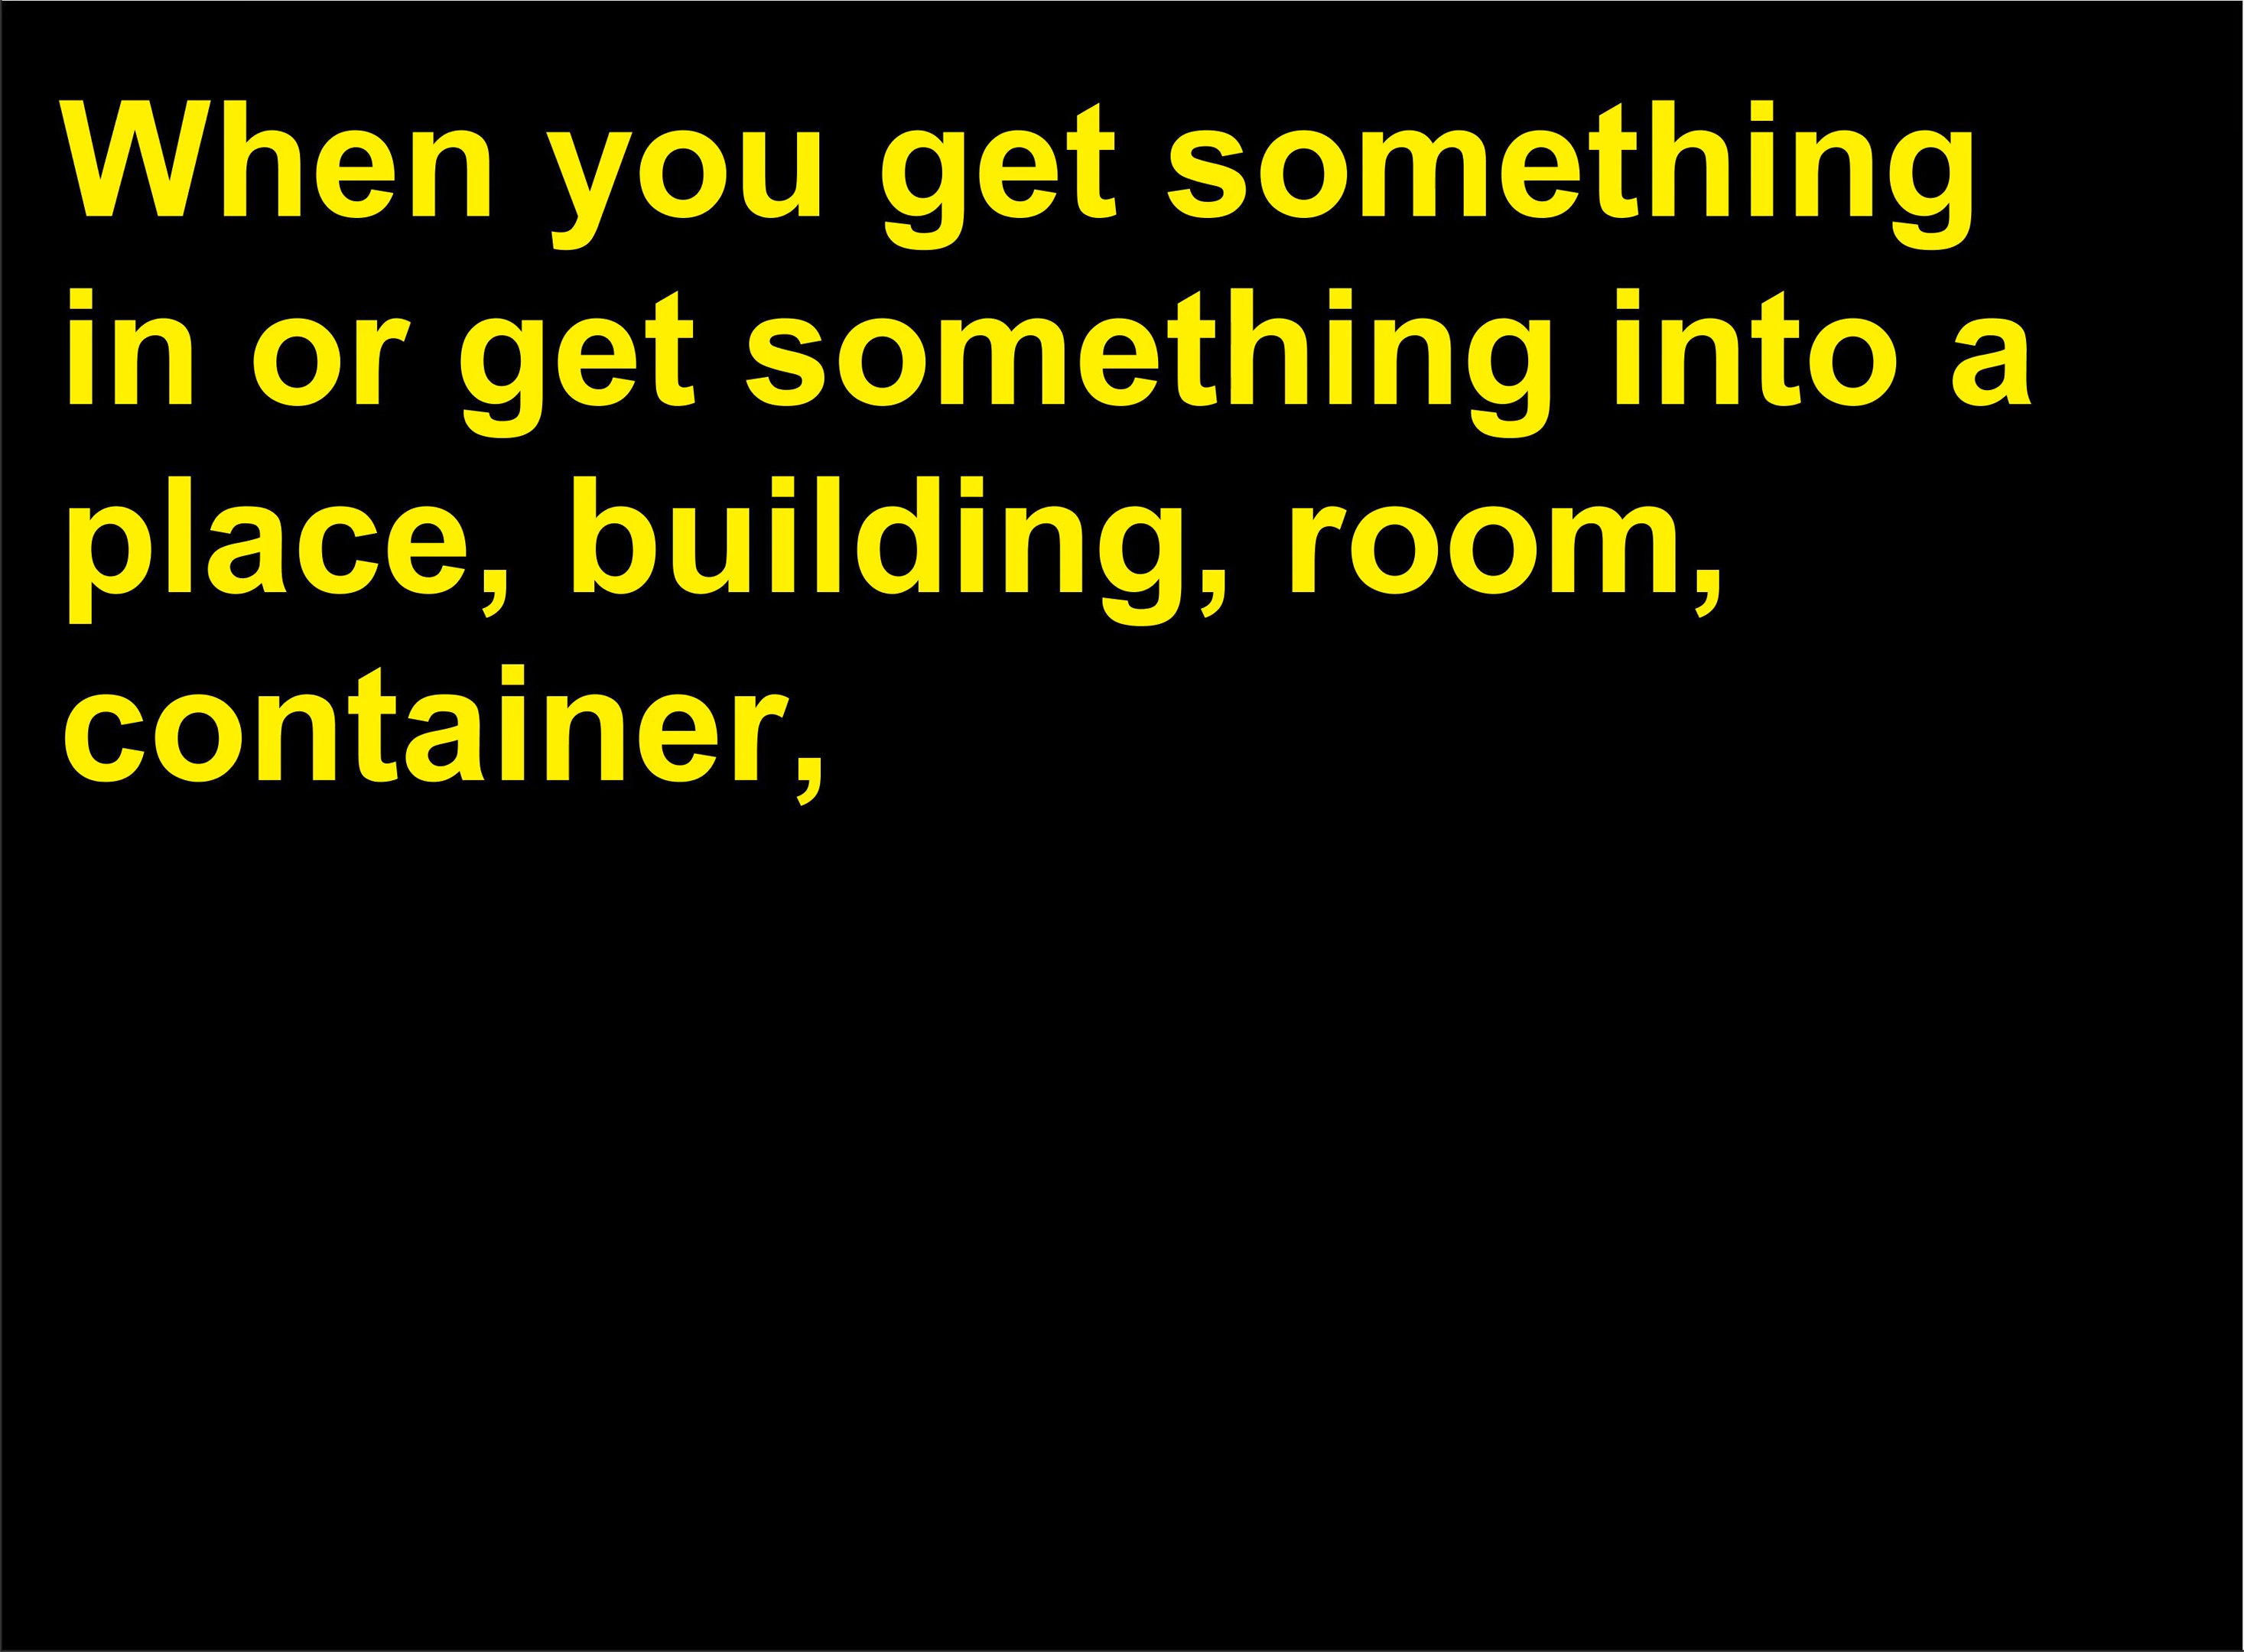 When you get something
in or get something into a
place, building, room,
container,